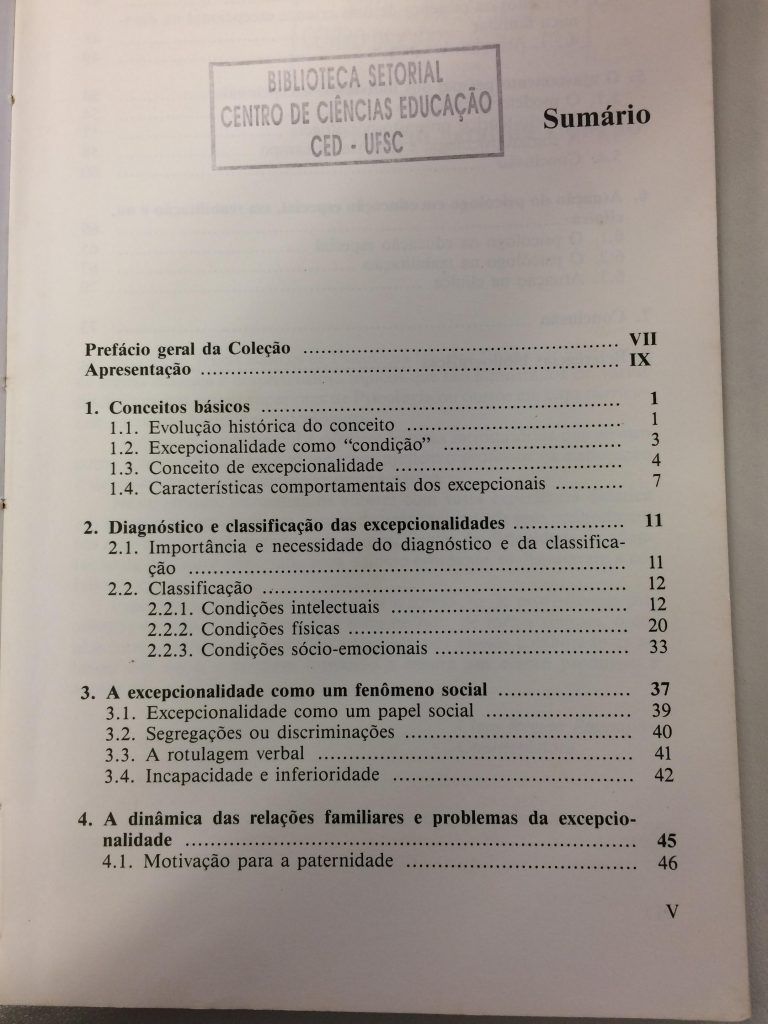 BIBLIOTECA SETORIAL
CENTRO DE CIÊNCIAS EDUCAÇÃO
CED - UFSC
Sumário
Prefácio geral da Coleção ........................................................ VII
Apresentação ........................................................................ IX
1. Conceitos básicos ............................................................ 1
1.1. Evolução histórica do conceito .................................... 1
1.2. Excepcionalidade como “condição” .............................. 3
1.3. Conceito de excepcionalidade ...................................... 4
1.4. Características comportamentais dos excepcionais ........... 7
2. Diagnóstico e classificação das excepcionalidades .................. 11
2.1. Importância e necessidade do diagnóstico e da classifica-
ção ...................................................................... 11
2.2. Classificação ............................................................ 12
2.2.1. Condições intelectuais ....................................... 12
2.2.2. Condições físicas .............................................. 20
2.2.3. Condições sócio-emocionais ................................ 33
3. A excepcionalidade como um fenômeno social ..................... 37
3.1. Excepcionalidade como um papel social ........................ 39
3.2. Segregações ou discriminações ..................................... 40
3.3. A rotulagem verbal ................................................... 41
3.4. Incapacidade e inferioridade ....................................... 42
4. A dinâmica das relações familiares e problemas da excepcio-
nalidade ........................................................................ 45
4.1. Motivação para a paternidade ..................................... 46
V